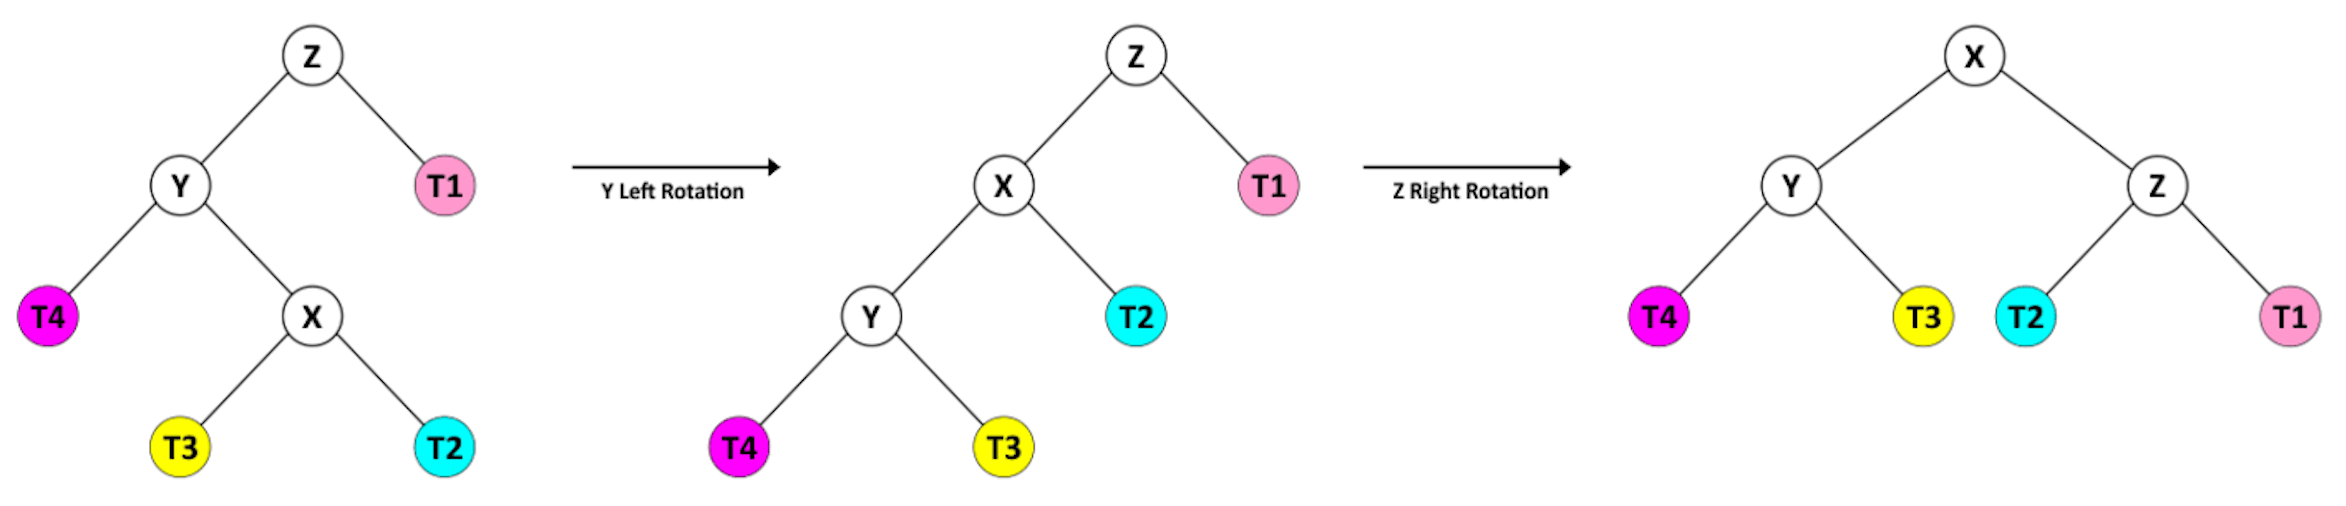 Z
Y
T1
T4
X
T3
T2
Y Left Rotation
Z
X
T1
Y
T2
T4
T3
Z Right Rotation
X
Y
Z
T4
T3
T2
T1